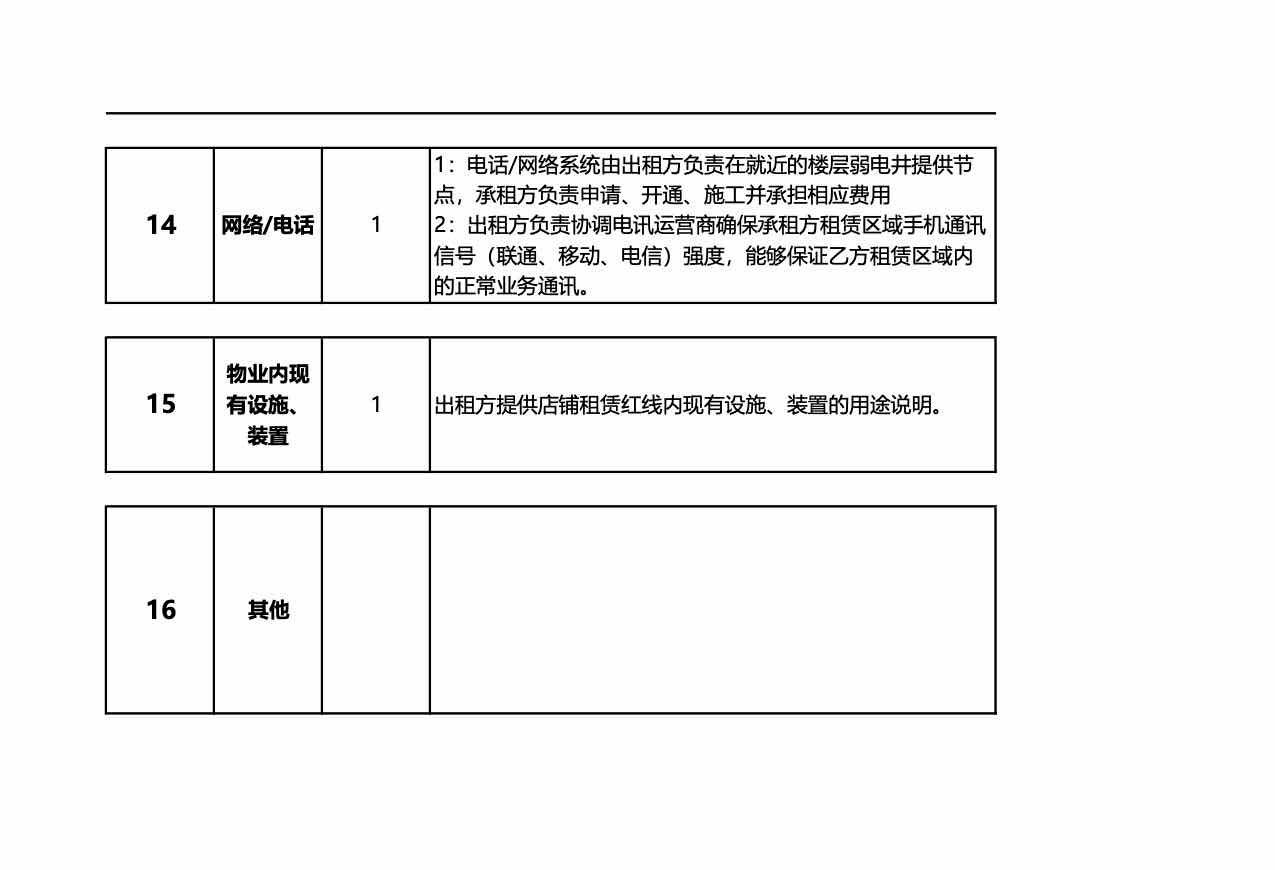 14
网络/电话
1
1：电话/网络系统由出租方负责在就近的楼层弱电井提供节
点，承租方负责申请、开通、施工并承担相应费用
2：出租方负责协调电讯运营商确保承租方租赁区域手机通讯
信号（联通、移动、电信）强度，能够保证乙方租赁区域内
的正常业务通讯。
15
物业内现
有设施、
装置
1
出租方提供店铺租赁红线内现有设施、装置的用途说明。
16
其他